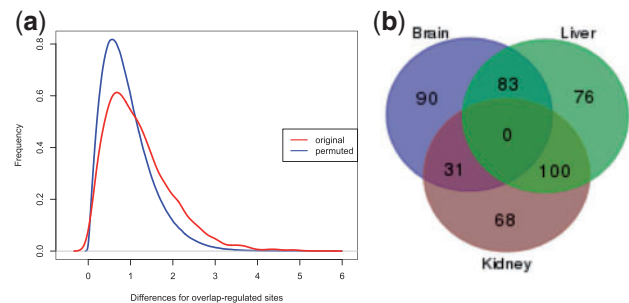 (a)
0.8
0.6
0.4
0.2
0.0
Frequency
original
permuted
0 1 2 3 4 5 6
Differences for overlap-regulated sites
(b)
Brain
Liver
90
83
76
0
31
100
68
Kidney